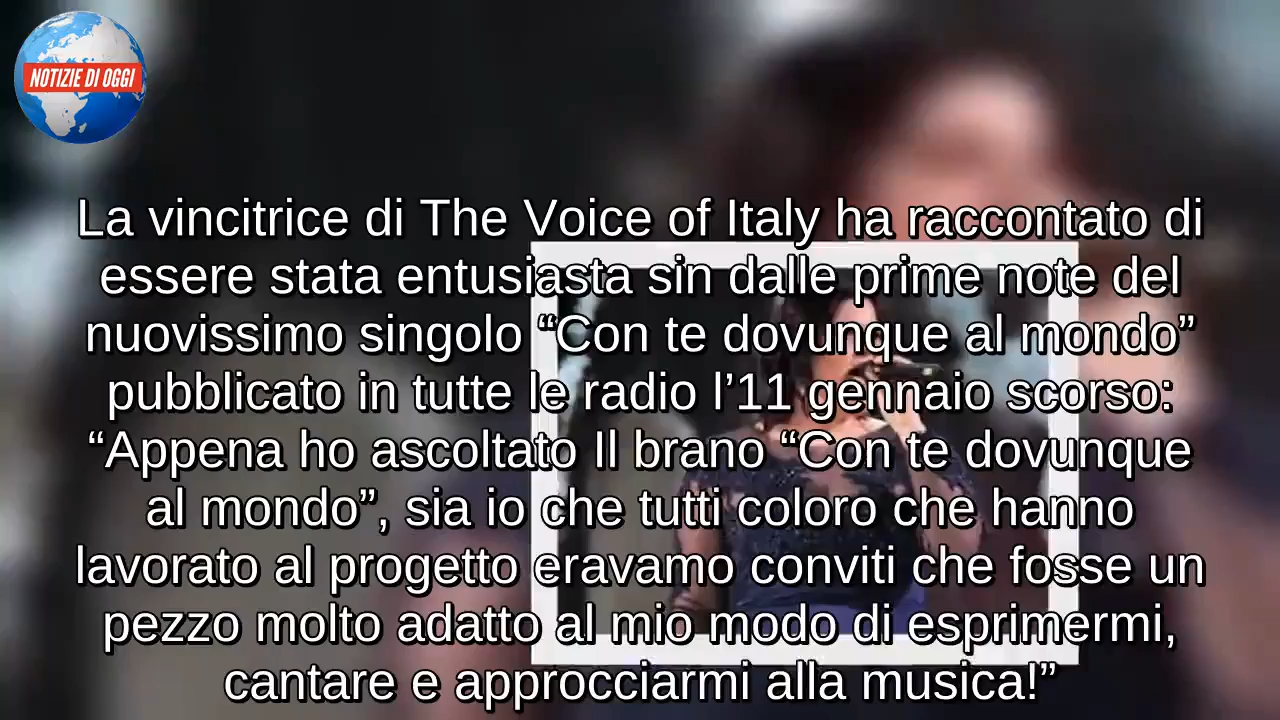 NOTIZIE DI OGGI
La vincitrice di The Voice of Italy ha raccontato di
essere stata entusiasta sin dalle prime note del
nuovissimo singolo “Con te dovunque al mondo”
pubblicato in tutte le radio l’11 gennaio scorso:
“Appena ho ascoltato Il brano “Con te dovunque
al mondo”, sia io che tutti coloro che hanno
lavorato al progetto eravamo conviti che fosse un
pezzo molto adatto al mio modo di esprimermi,
cantare e approcciarmi alla musica!”